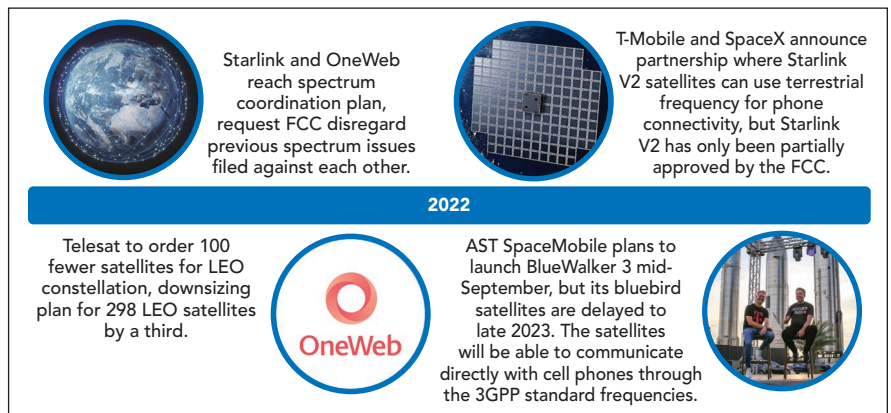 Starlink and OneWeb
reach spectrum
coordination plan,
request FCC disregard
previous spectrum issues
filed against each other.
T-Mobile and SpaceX announce
partnership where Starlink
V2 satellites can use terrestrial
frequency for phone
connectivity, but Starlink
V2 has only been partially
approved by the FCC.
2022
Telesat to order 100
fewer satellites for LEO
constellation, downsizing
plan for 298 LEO satellites
by a third.
OneWeb
AST SpaceMobile plans to
launch BlueWalker 3 mid-
September, but its bluebird
satellites are delayed to
late 2023. The satellites
will be able to communicate
directly with cell phones through
the 3GPP standard frequencies.